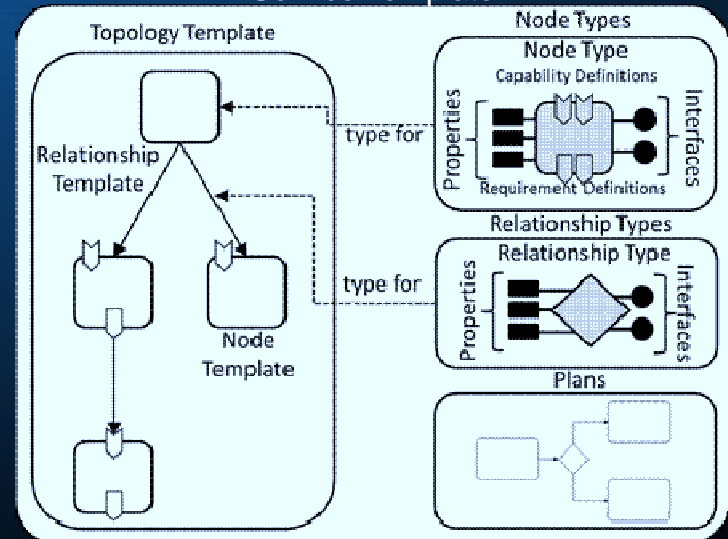 Topology Template
Relationship
Template
Node
Template
type for
type for
Node Types
Node Type
Capability Definitions
Properties
Interfaces
Requirement Definitions
Relationship Types
Relationship Type
Properties
Interfaces
Plans